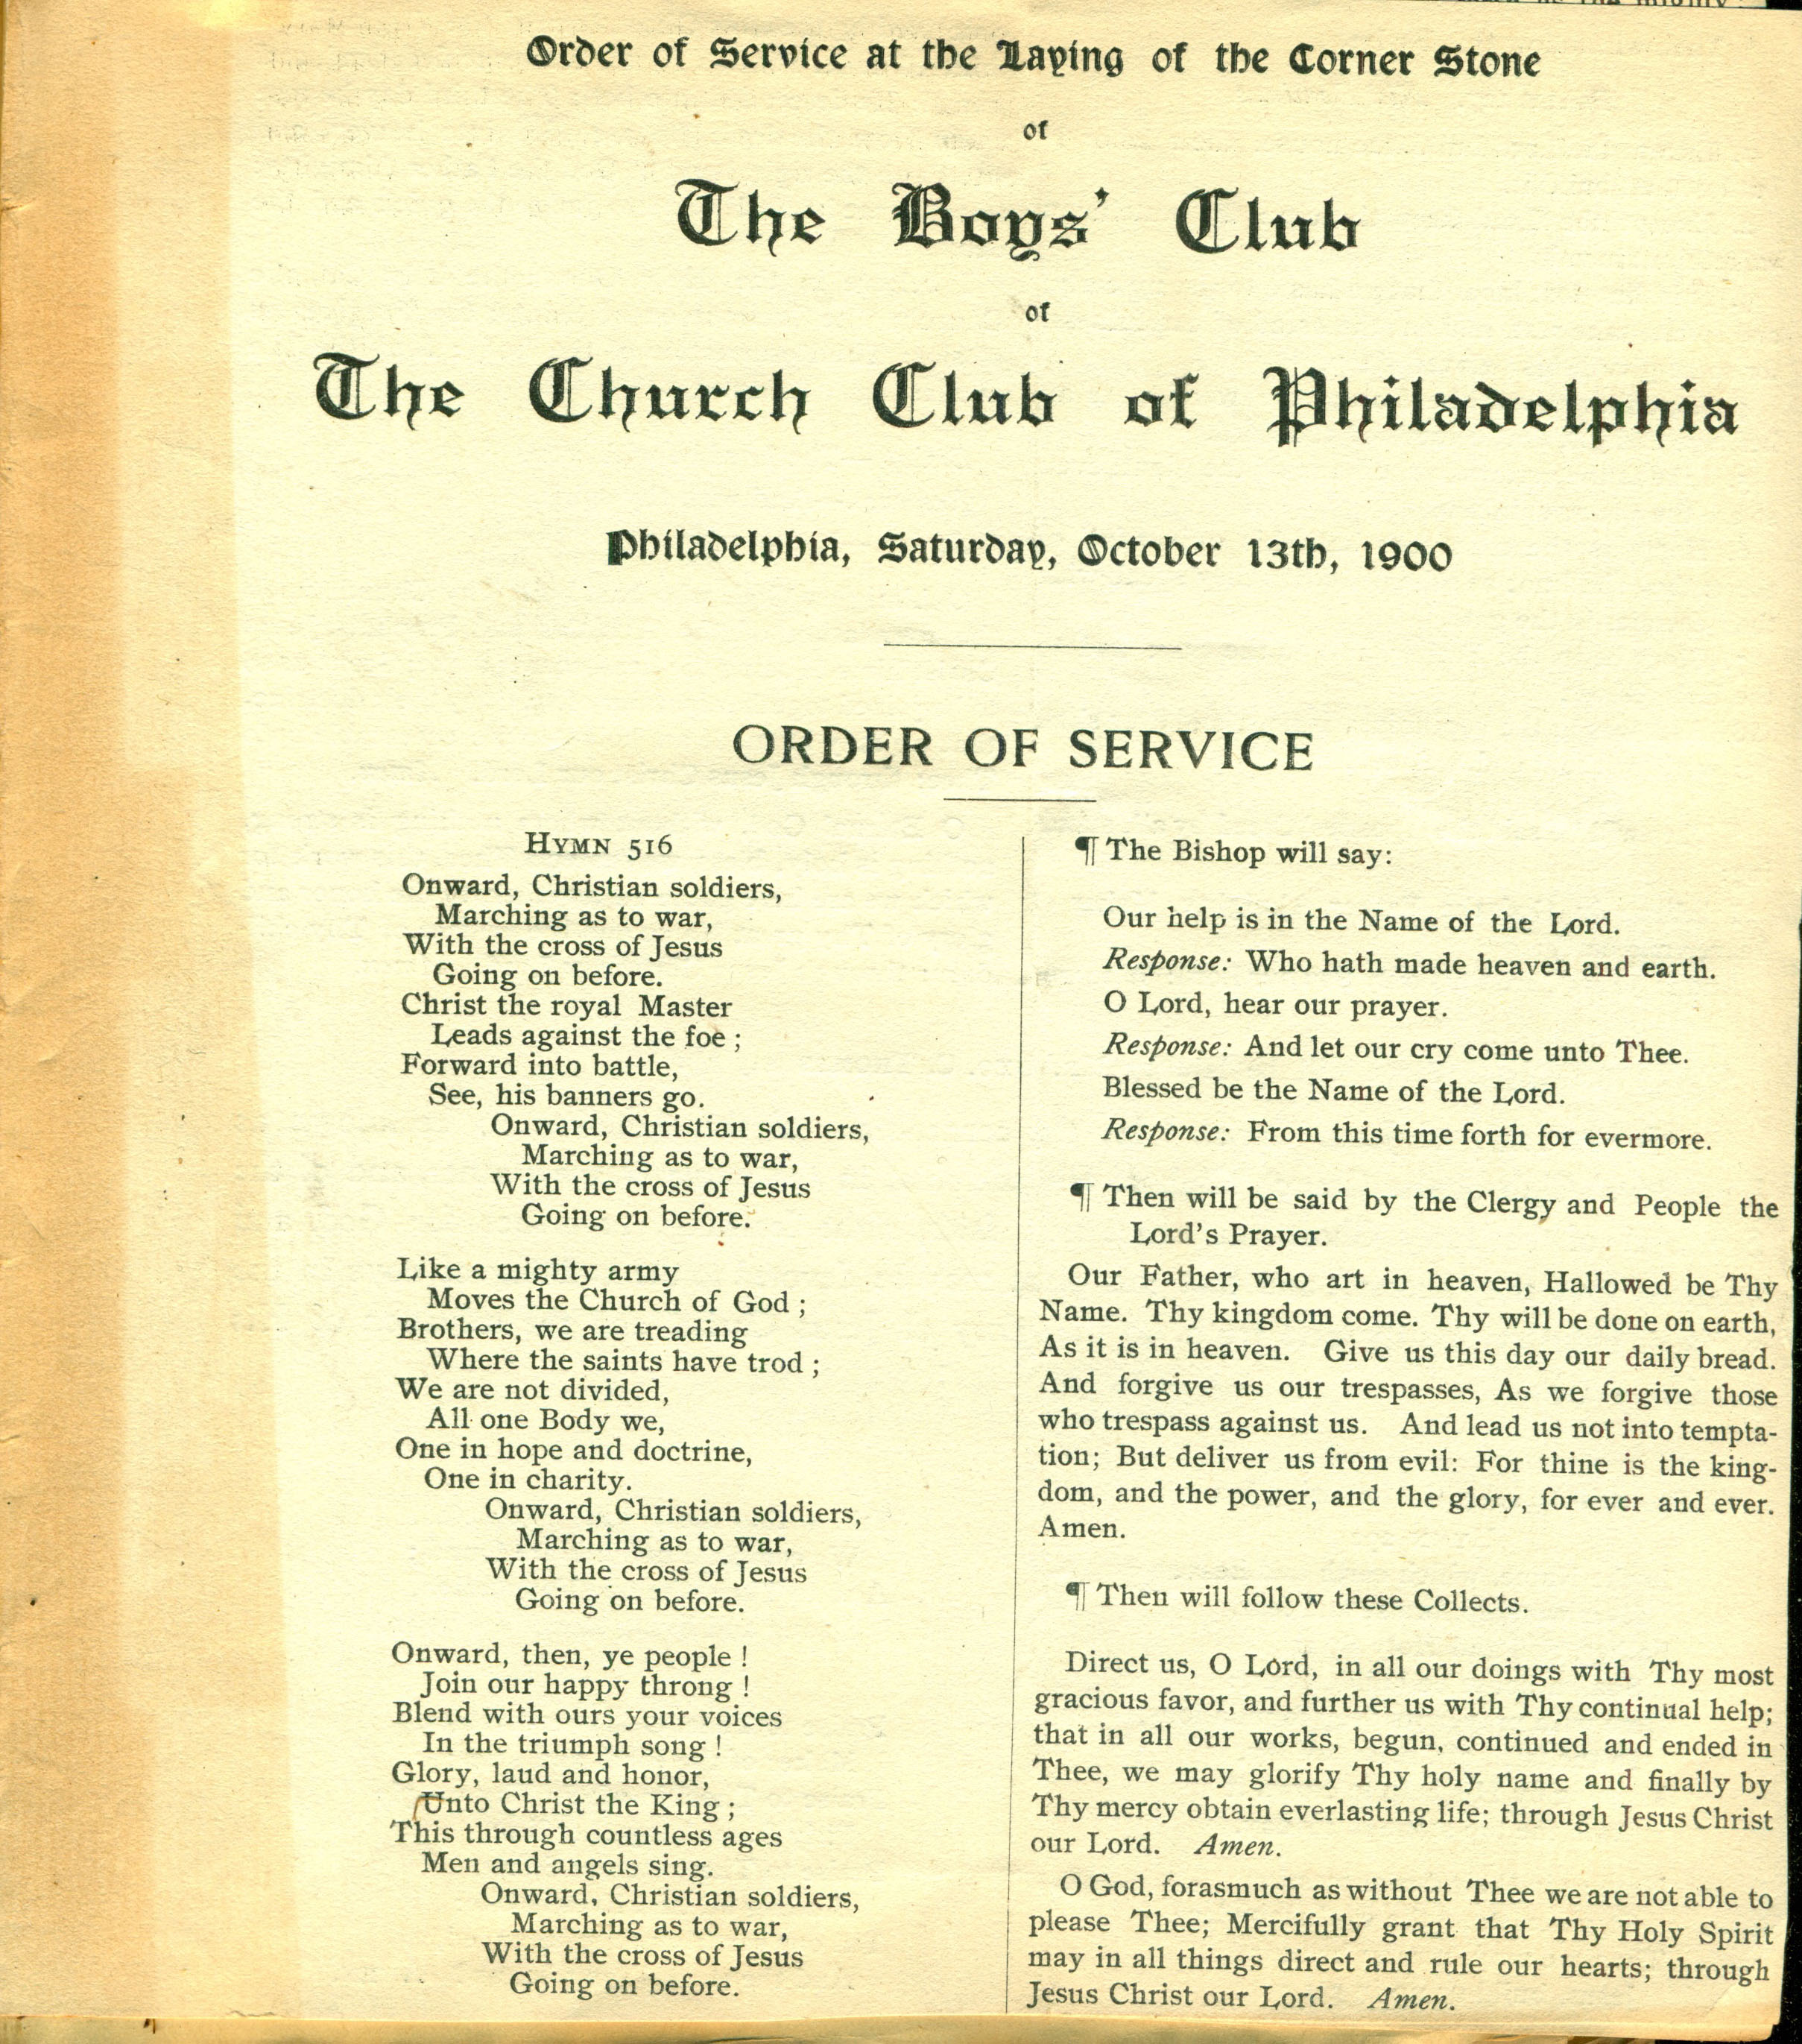 Order of Service at the Laying of the Corner Stone
of
The Boys' Club
of
The Church Club of Philadelphia
Philadelphia, Saturday, October 13th, 1900
ORDER OF SERVICE
HYMN 516
Onward, Christian soldiers,
Marching as to war,
With the cross of Jesus
Going on before.
Christ the royal Master
Leads against the foe ;
Forward into battle,
See, his banners go.
Onward, Christian soldiers,
Marching as to war,
With the cross of Jesus
Going on before.
Like a mighty army
Moves the Church of God ;
Brothers, we are treading
Where the saints have trod ;
We are not divided,
All one Body we,
One in hope and doctrine,
One in charity.
Onward, Christian soldiers,
Marching as to war,
With the cross of Jesus
Going on before.
Onward, then, ye people !
Join our happy throng !
Blend with ours your voices
In the triumph song !
Glory, laud and honor,
Unto Christ the King ;
This through countless ages
Men and angels sing.
Onward, Christian soldiers,
Marching as to war,
With the cross of Jesus
Going on before.
¶ The Bishop will say:
Our help is in the Name of the Lord.
Response: Who hath made heaven and earth.
O Lord, hear our prayer.
Response: And let our cry come unto Thee.
Blessed be the Name of the Lord.
Response: From this time forth for evermore.
¶ Then will be said by the Clergy and People the
Lord's Prayer.
Our Father, who art in heaven, Hallowed be Thy
Name. Thy kingdom come. Thy will be done on earth,
As it is in heaven. Give us this day our daily bread.
And forgive us our trespasses, As we forgive those
who trespass against us. And lead us not into tempta-
tion; But deliver us from evil: For thine is the king-
dom, and the power, and the glory, for ever and ever.
Amen.
¶ Then will follow these Collects.
Direct us, O Lord, in all our doings with Thy most
gracious favor, and further us with Thy continual help;
that in all our works, begun, continued and ended in
Thee, we may glorify Thy holy name and finally by
Thy mercy obtain everlasting life; through Jesus Christ
our Lord. Amen.
O God, forasmuch as without Thee we are not able to
please Thee; Mercifully grant that Thy Holy Spirit
may in all things direct and rule our hearts; through
Jesus Christ our Lord. Amen.